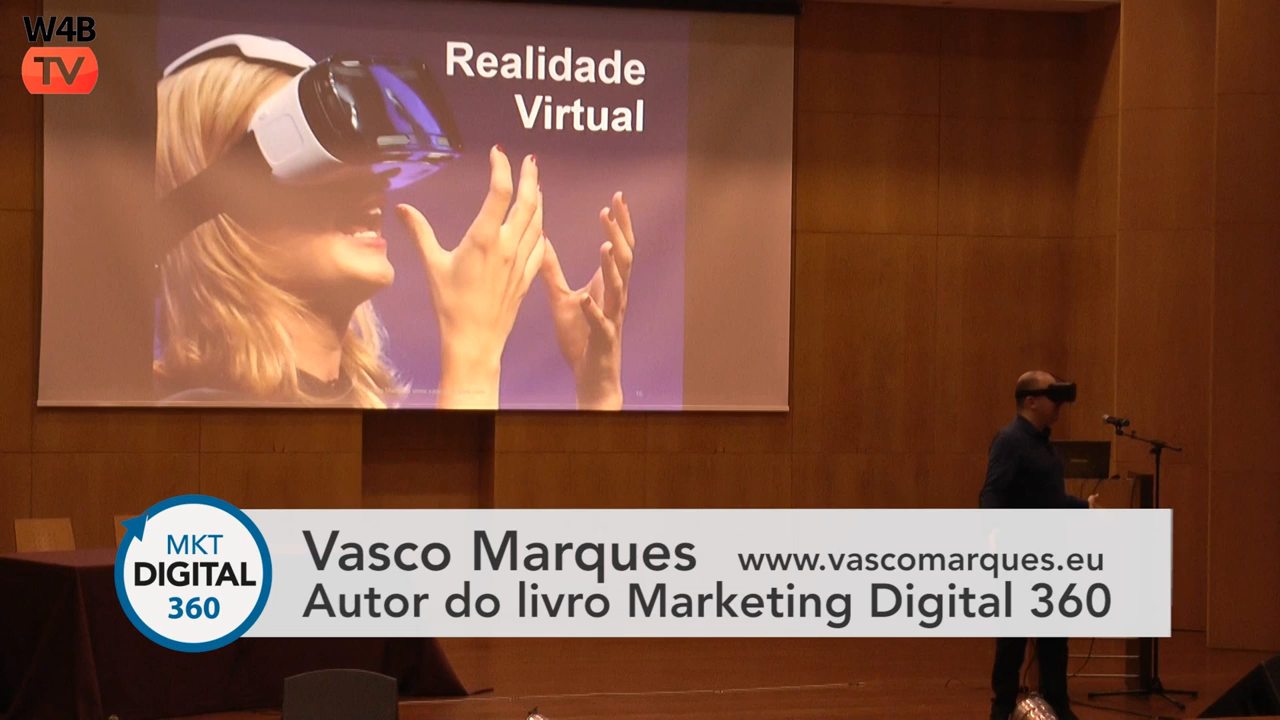 W4B
TV
Realidade
Virtual
MKT
DIGITAL
360
Vasco Marques www.vascomarques.eu
Autor do livro Marketing Digital 360